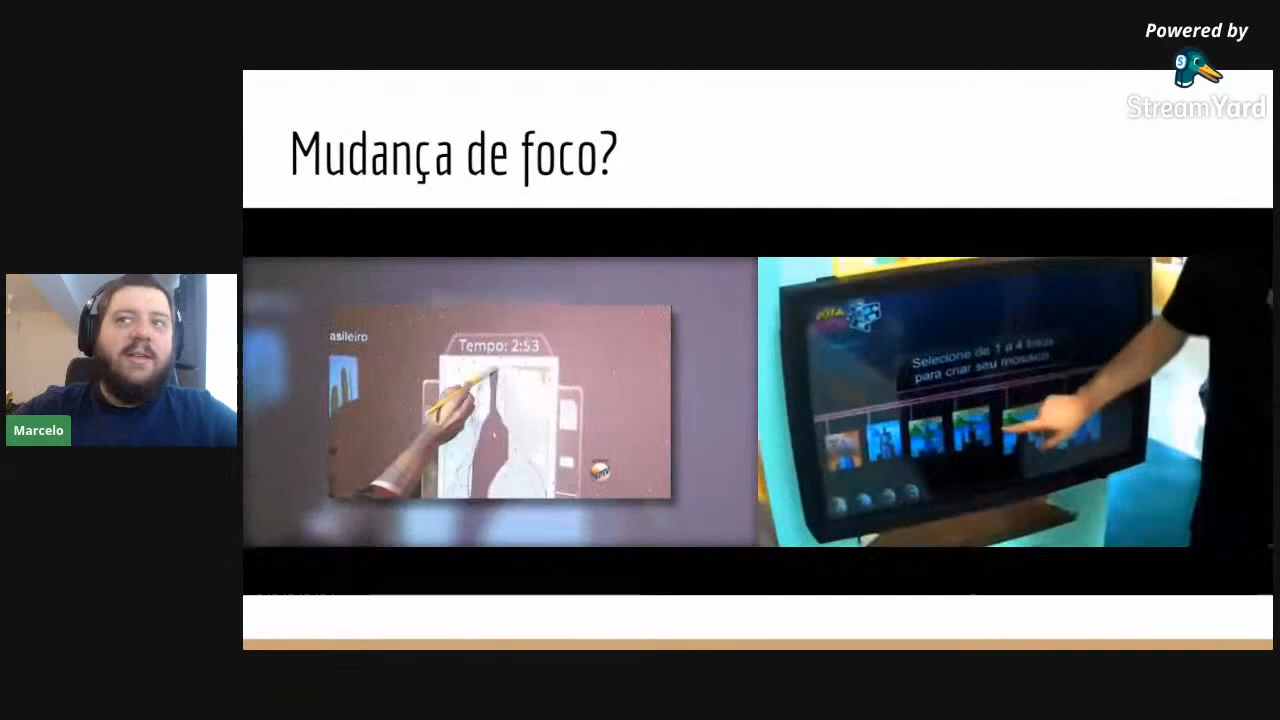 Powered by
StreamYard
Mudança de foco?
asileiro
Tempo: 2:53
Selecione de 1 a 4 fotos
para criar seu mosaico
Marcelo